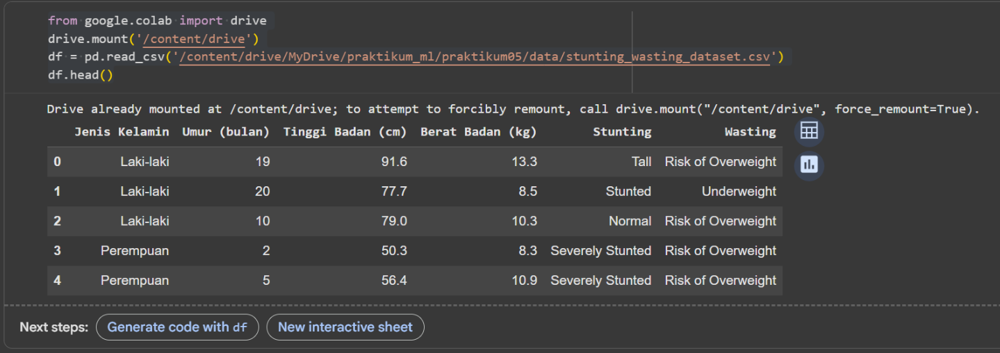 from google.colab import drive
drive.mount('/content/drive')
df = pd.read_csv('/content/drive/MyDrive/praktikum_ml/praktikum05/data/stunting_wasting_dataset.csv')
df.head()
Drive already mounted at /content/drive; to attempt to forcibly remount, call drive.mount("/content/drive", force_remount=True).
Jenis Kelamin Umur (bulan) Tinggi Badan (cm) Berat Badan (kg) Stunting Wasting
0 Laki-laki 19 91.6 13.3 Tall Risk of Overweight
1 Laki-laki 20 77.7 8.5 Stunted Underweight
2 Laki-laki 10 79.0 10.3 Normal Risk of Overweight
3 Perempuan 2 50.3 8.3 Severely Stunted Risk of Overweight
4 Perempuan 5 56.4 10.9 Severely Stunted Risk of Overweight
Next steps: Generate code with df New interactive sheet